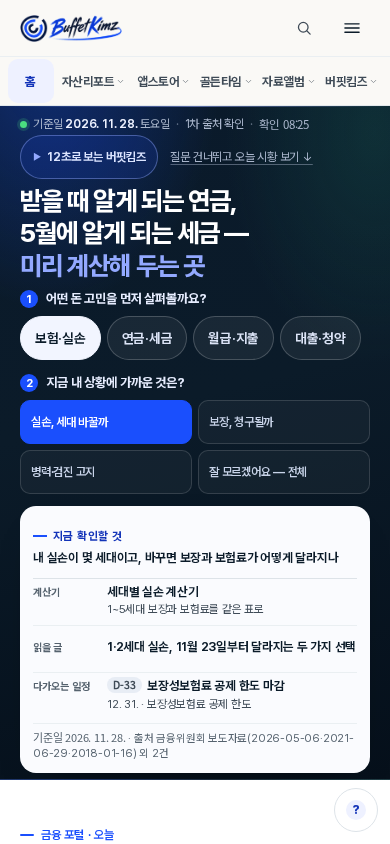 BuffetKimz
홈 자산리포트 앱스토어 골든타임 자료앨범 버핏킴즈
기준일 2026. 11. 28. 토요일 · 1차 출처 확인 · 확인 08:25
▶ 12초로 보는 버핏킴즈 질문 건너뛰고 오늘 시황 보기 ↓
받을 때 알게 되는 연금,
5월에 알게 되는 세금 —
미리 계산해 두는 곳
1 어떤 돈 고민을 먼저 살펴볼까요?
보험·실손 연금·세금 월급·지출 대출·청약
2 지금 내 상황에 가까운 것은?
실손, 세대 바꿀까 보장, 청구될까
병력·검진 고지 잘 모르겠어요 — 전체
지금 확인할 것
내 실손이 몇 세대이고, 바꾸면 보장과 보험료가 어떻게 달라지나
계산기 세대별 실손 계산기
1~5세대 보장과 보험료를 같은 표로
읽을 글 1·2세대 실손, 11월 23일부터 달라지는 두 가지 선택
다가오는 일정 D-33 보장성보험료 공제 한도 마감
12. 31. · 보장성보험료 공제 한도
기준일 2026. 11. 28. · 출처 금융위원회 보도자료(2026-05-06·2021-
06-29·2018-01-16) 외 2건
?
금융 포털 · 오늘